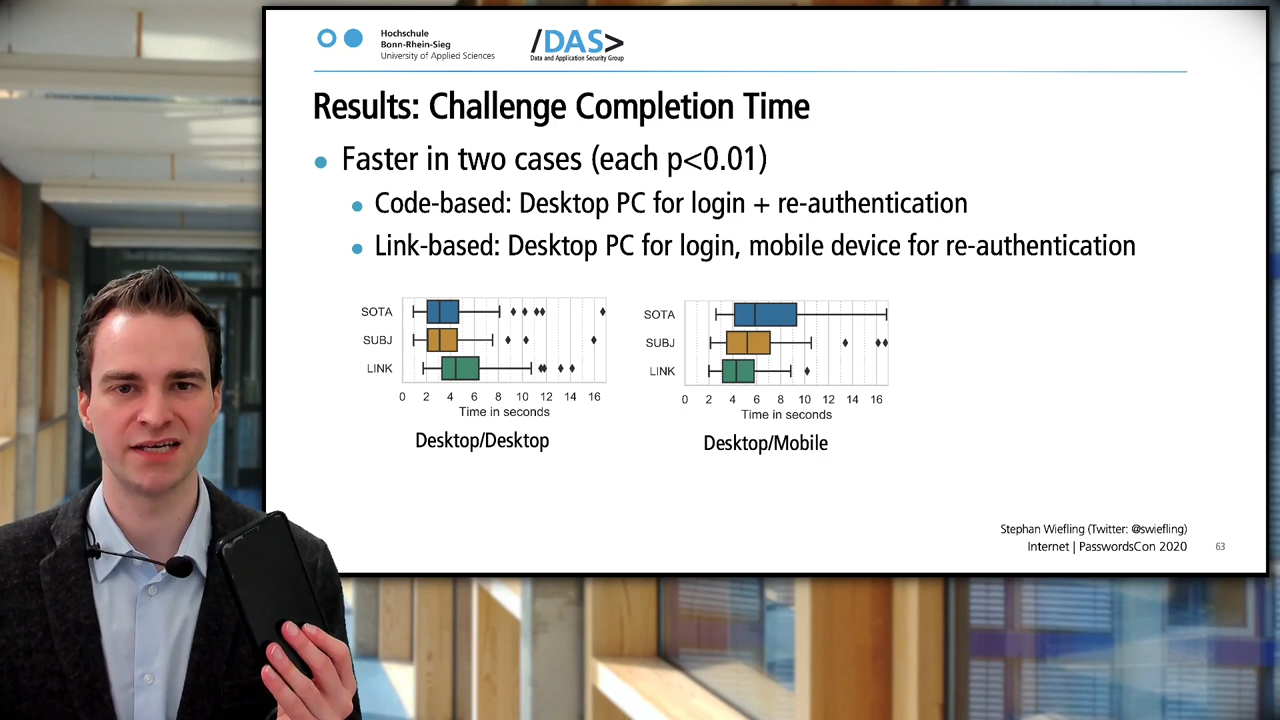 Hochschule
Bonn-Rhein-Sieg
University of Applied Sciences
/DAS>
Data and Application Security Group
Results: Challenge Completion Time
Faster in two cases (each p<0.01)
Code-based: Desktop PC for login + re-authentication
Link-based: Desktop PC for login, mobile device for re-authentication
SOTA
SUBJ
LINK
0 2 4 6 8 10 12 14 16
Time in seconds
Desktop/Desktop
SOTA
SUBJ
LINK
0 2 4 6 8 10 12 14 16
Time in seconds
Desktop/Mobile
Stephan Wiefling (Twitter: @swiefling)
Internet | PasswordsCon 2020
63